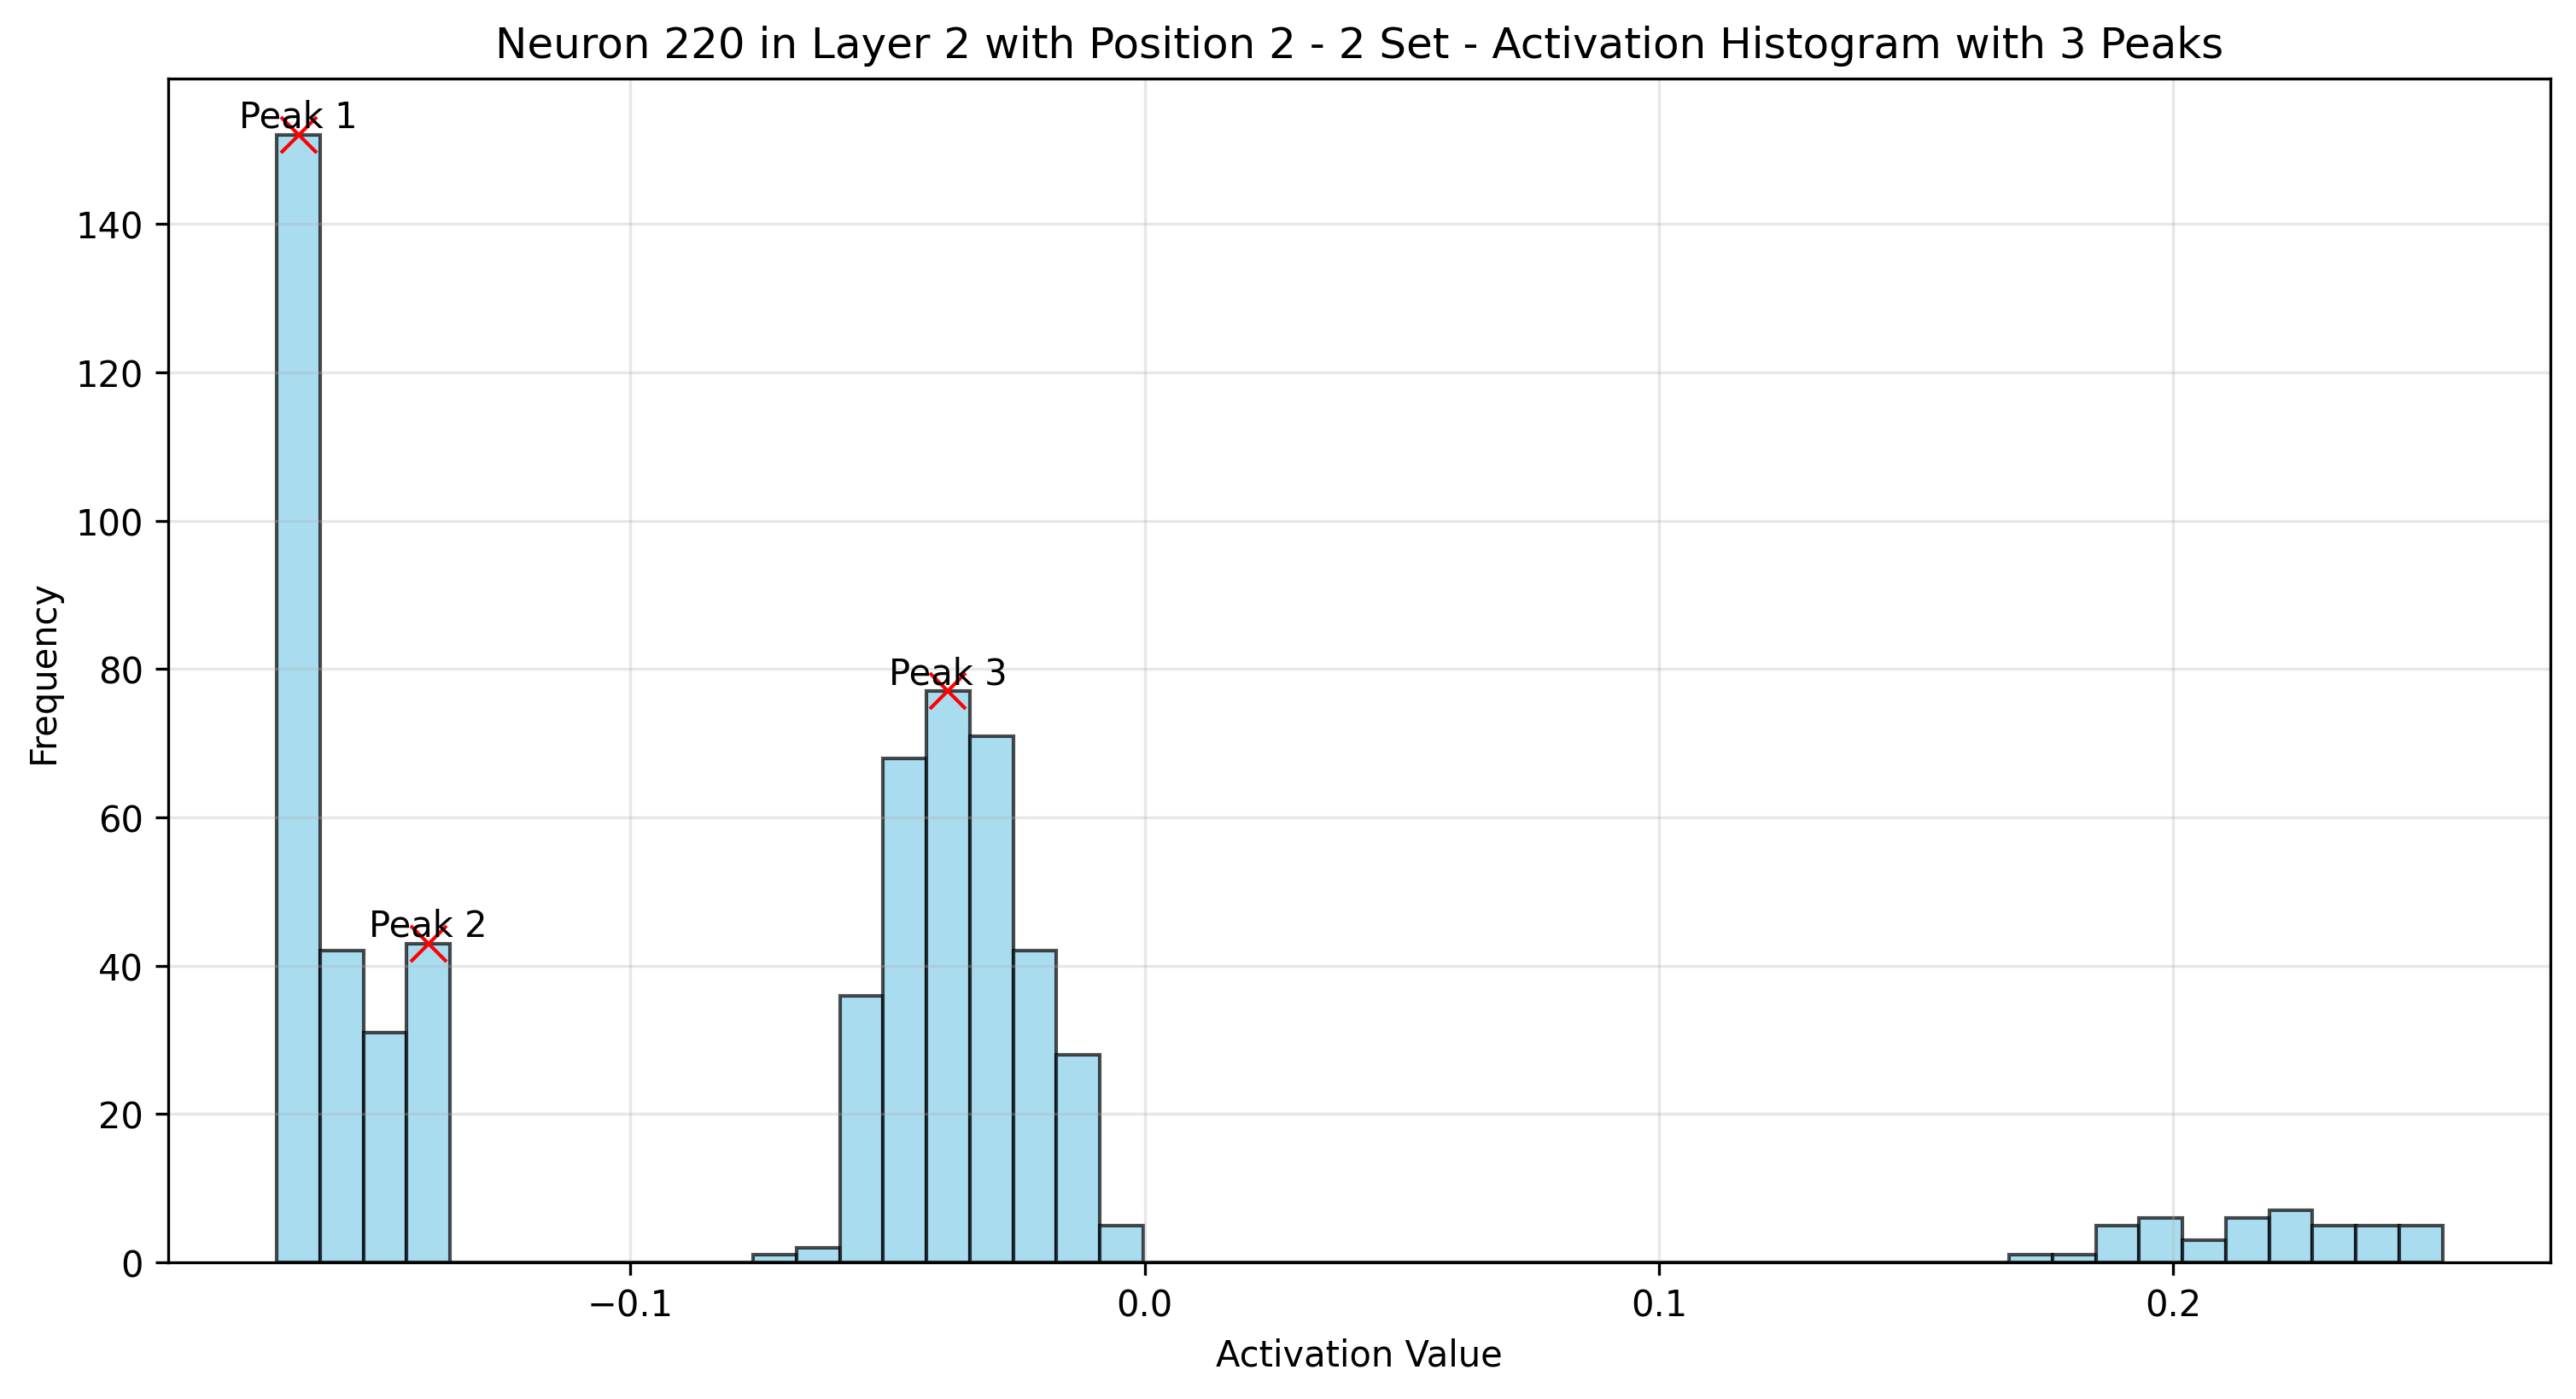 Neuron 220 in Layer 2 with Position 2 - 2 Set - Activation Histogram with 3 Peaks
Peak 1
Peak 2
Peak 3
Frequency
140
120
100
80
60
40
20
0
−0.1
0.0
0.1
0.2
Activation Value